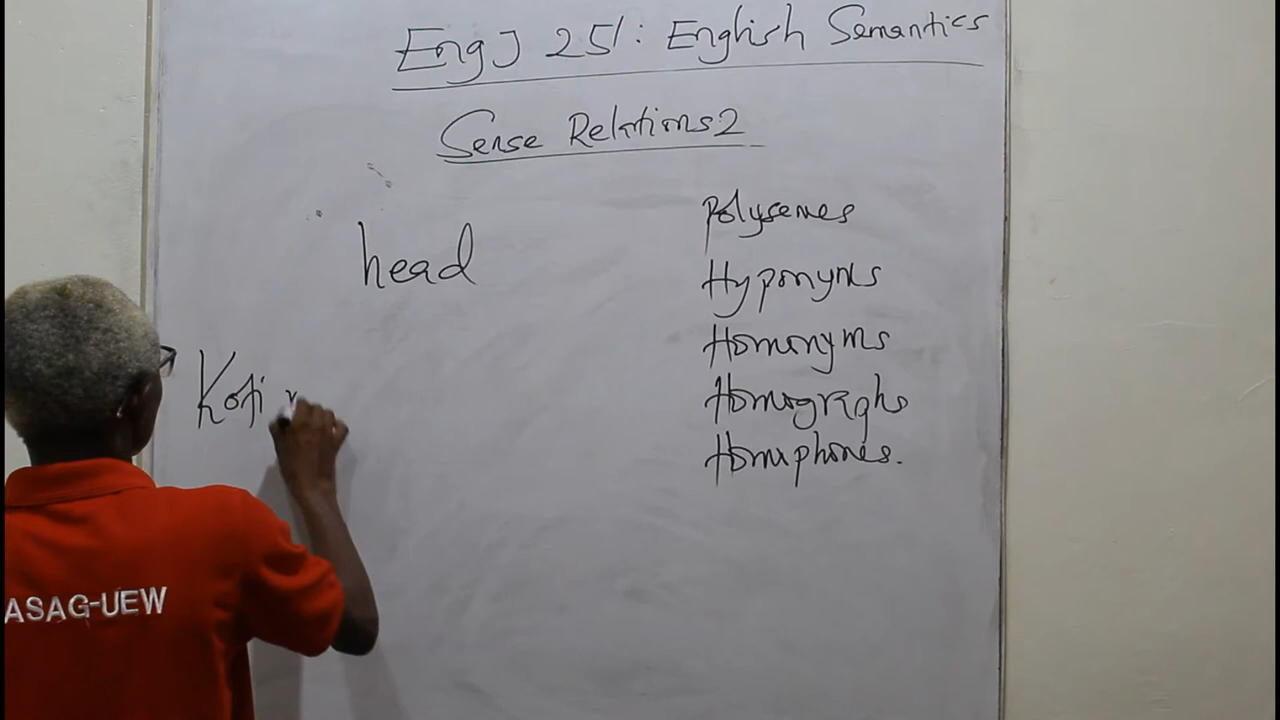 EngJ 251: English Semantics
Sense Relations 2
Polysemes
head
Hyponyms
Homonyms
Kofi
Homographs
Homophones.
ASAG-UEW